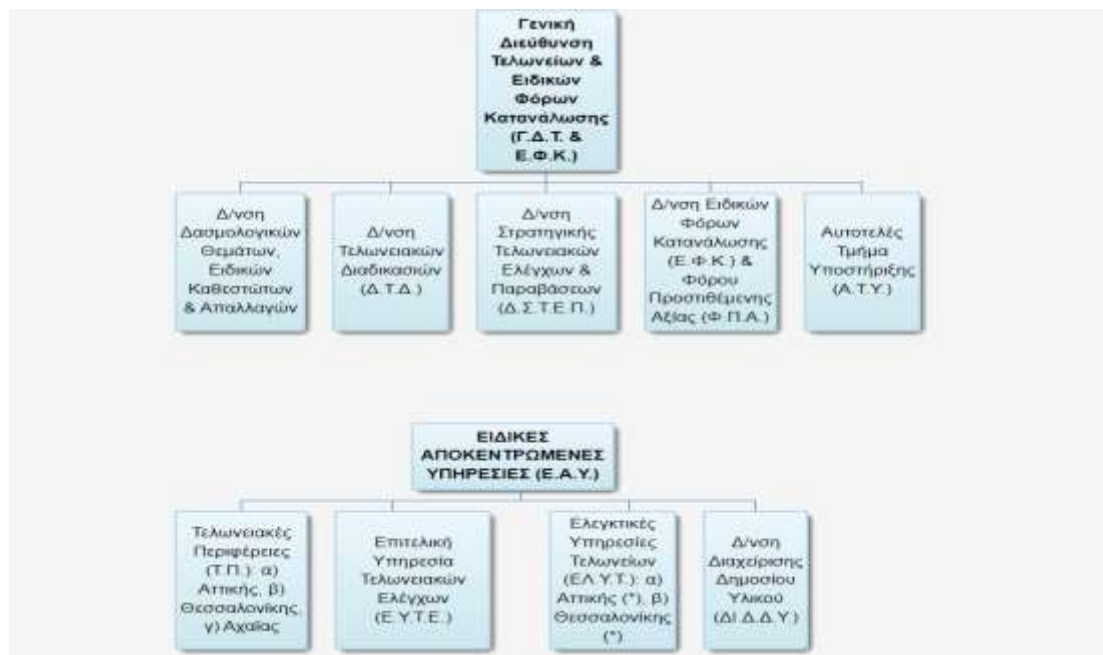 Γενική
Διεύθυνση
Τελωνείων &
Ειδικών
Φόρων
Κατανάλωσης
(Γ.Δ.Τ. &
Ε.Φ.Κ.)
Δ/νση
Δασμολογικών
Θεμάτων,
Ειδικών
Καθεστώτων
& Απαλλαγών
Δ/νση
Τελωνειακών
Διαδικασιών
(Δ.Τ.Δ.)
Δ/νση
Στρατηγικής
Τελωνειακών
Ελέγχων &
Παραβάσεων
(Δ.Σ.Τ.Ε.Π.)
Δ/νση Ειδικών
Φόρων
Κατανάλωσης
(Ε.Φ.Κ.) &
Φόρου
Προστιθέμενης
Αξίας (Φ.Π.Α.)
Αυτοτελές
Τμήμα
Υποστήριξης
(Α.Τ.Υ.)
ΕΙΔΙΚΕΣ
ΑΠΟΚΕΝΤΡΩΜΕΝΕΣ
ΥΠΗΡΕΣΙΕΣ (Ε.Α.Υ.)
Τελωνειακές
Περιφέρειες
(Τ.Π.): α)
Αττικής, β)
Θεσσαλονίκης,
γ) Αχαΐας
Επιτελική
Υπηρεσία
Τελωνειακών
Ελέγχων
(Ε.Υ.Τ.Ε.)
Ελεγκτικές
Υπηρεσίες
Τελωνείων
(ΕΛ.Υ.Τ.): α)
Αττικής (*), β)
Θεσσαλονίκης
(*)
Δ/νση
Διαχείρισης
Δημοσίου
Υλικού
(ΔΙ.Δ.Δ.Υ.)